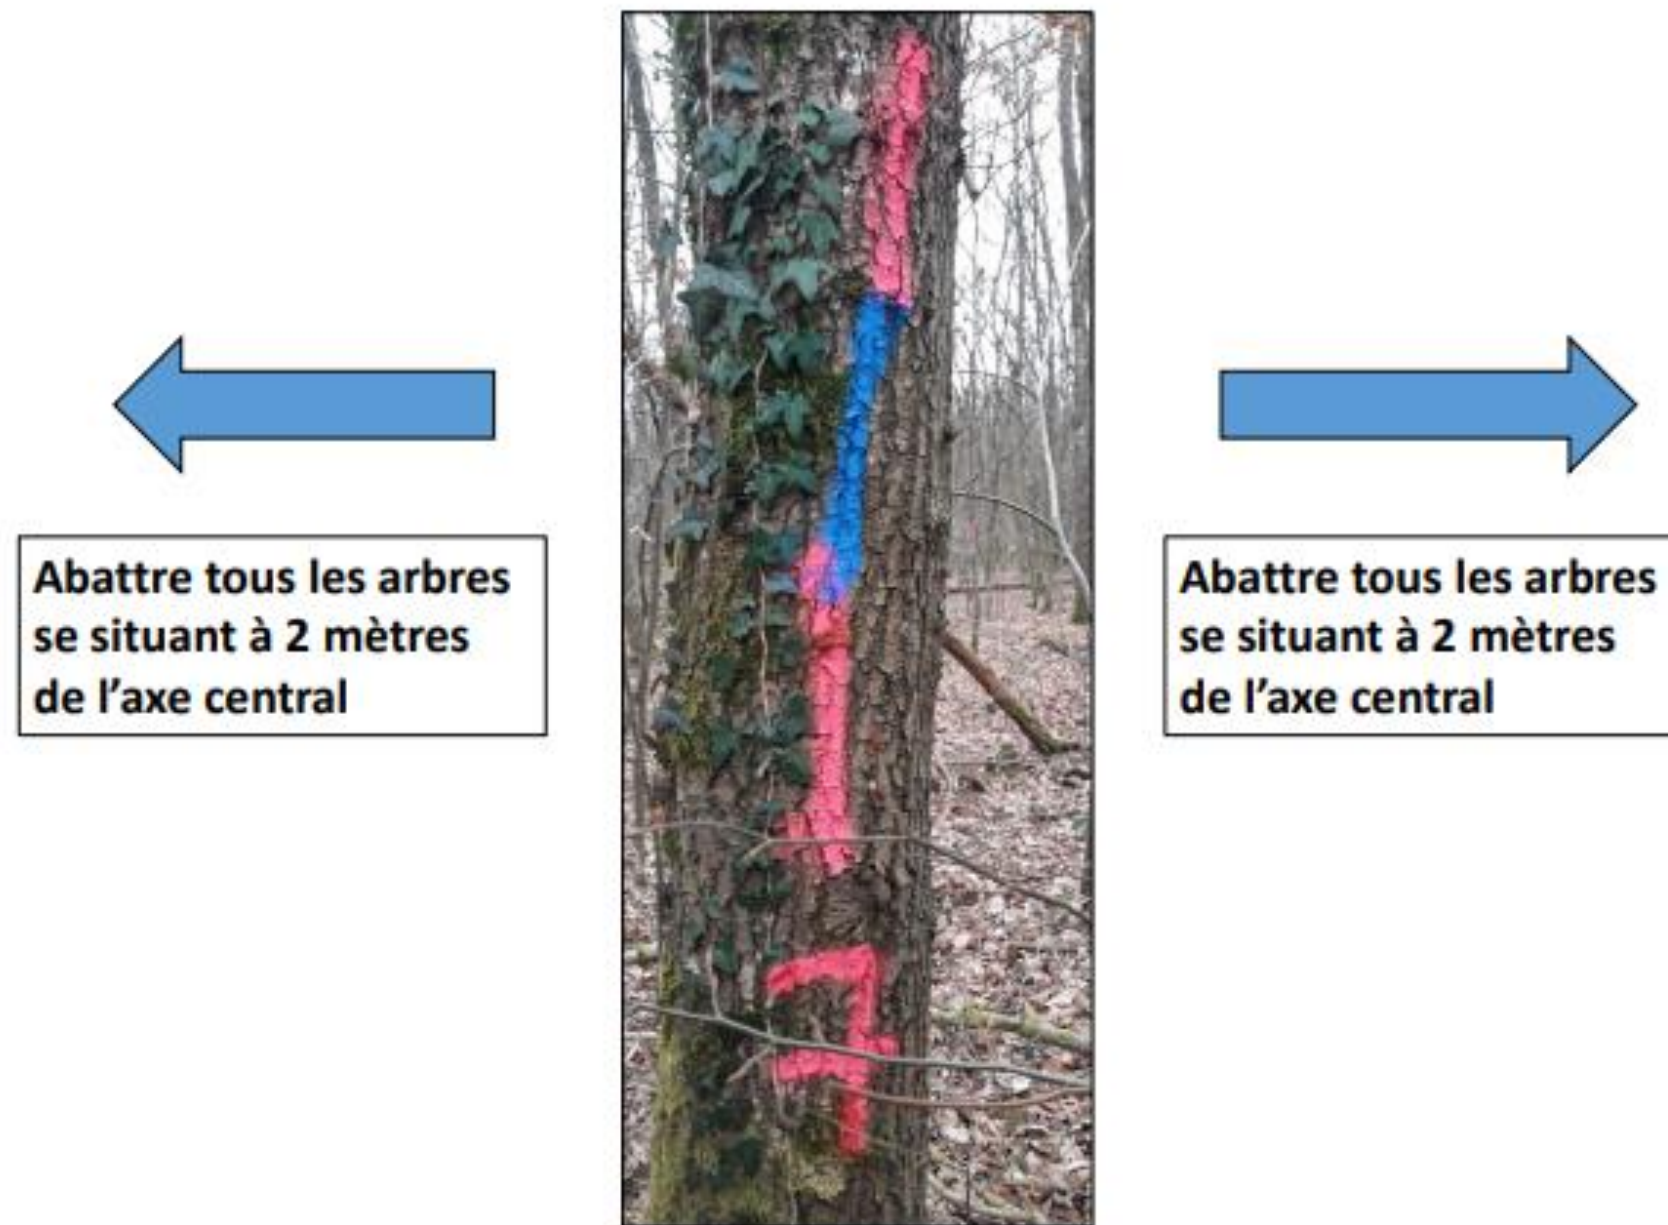 Abattre tous les arbres
se situant à 2 mètres
de l'axe central
7
Abattre tous les arbres
se situant à 2 mètres
de l'axe central